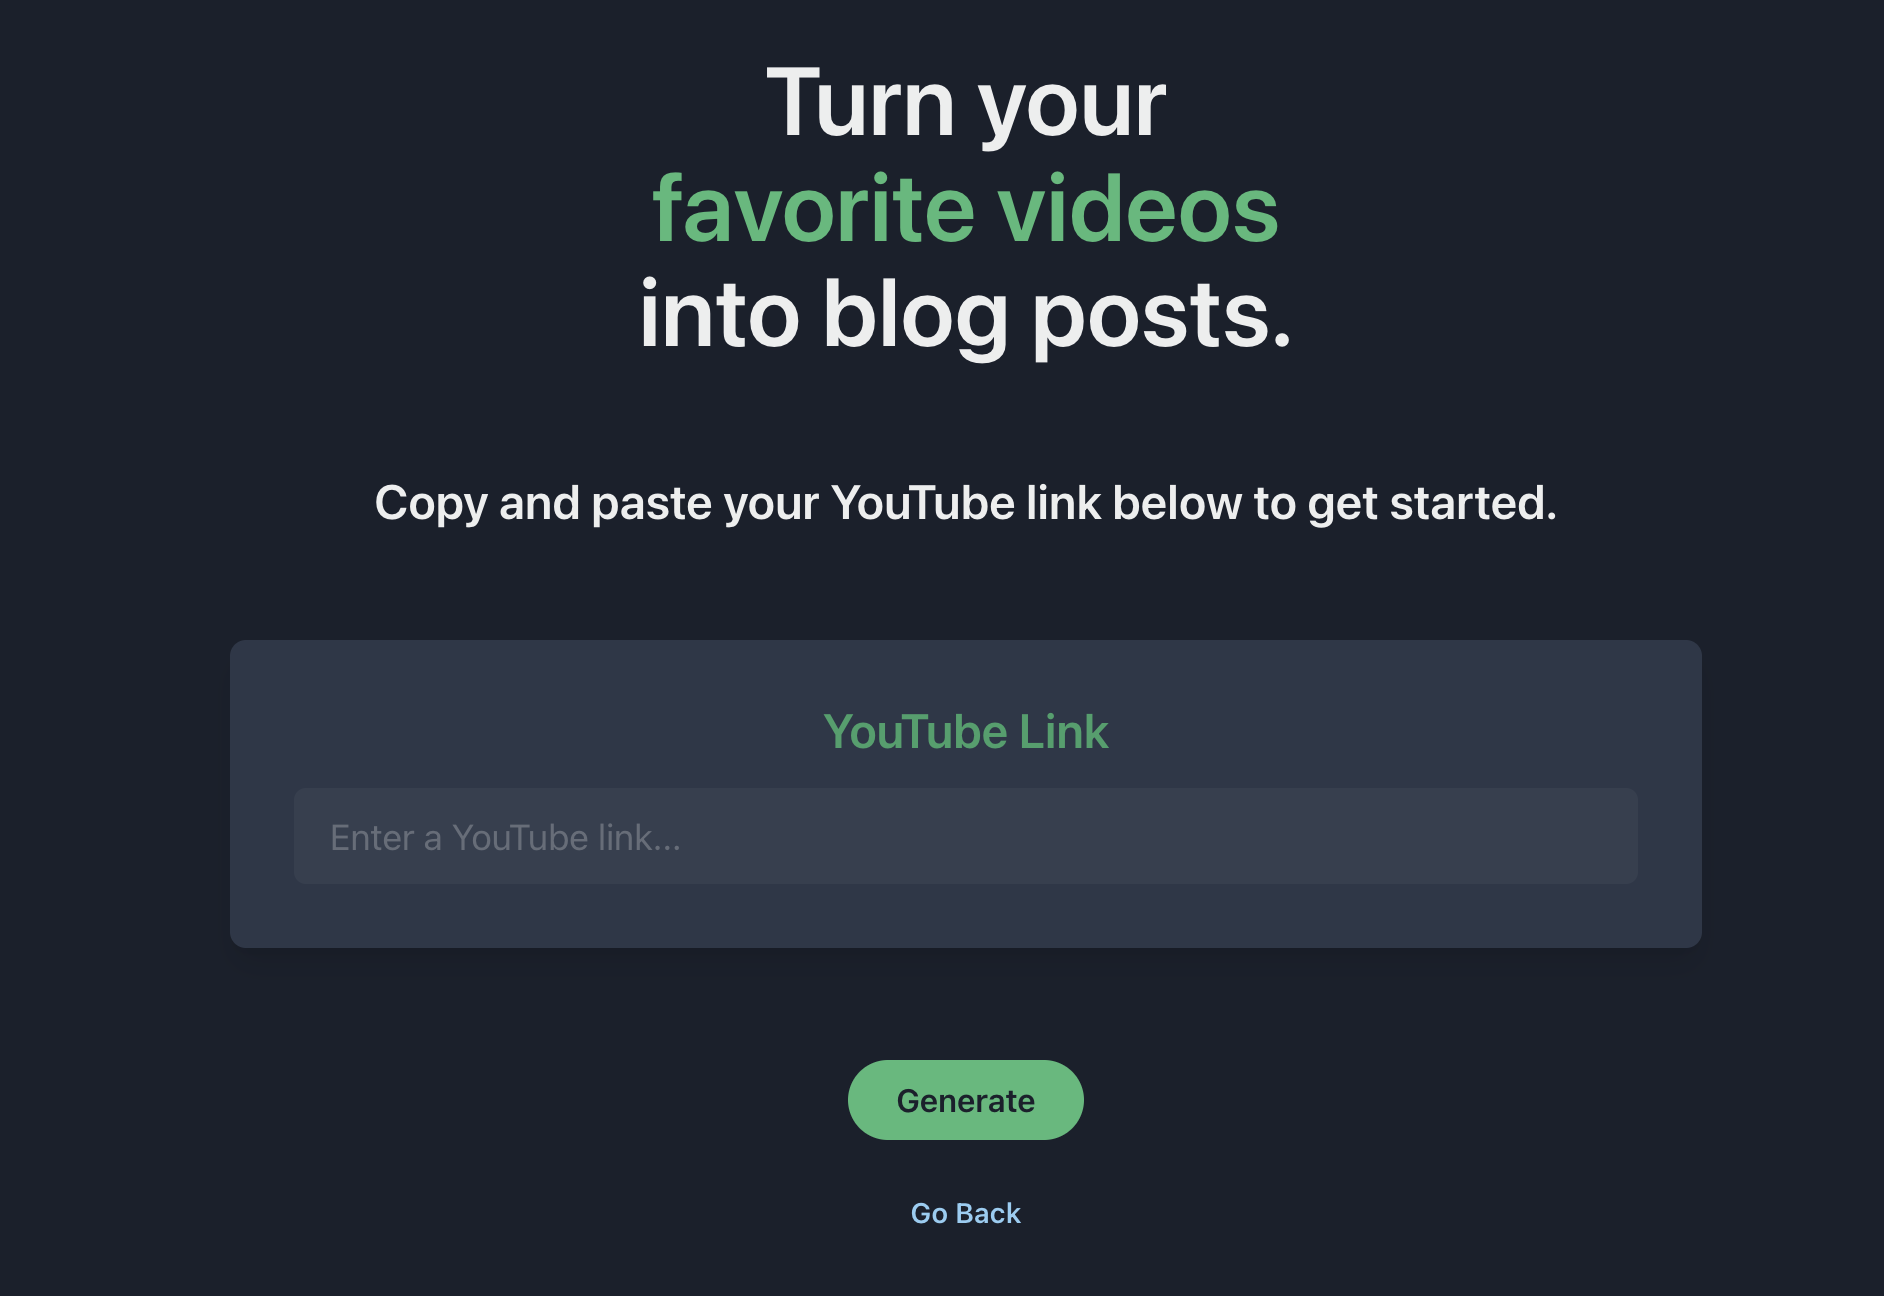 Turn your
favorite videos
into blog posts.
Copy and paste your YouTube link below to get started.
YouTube Link
Enter a YouTube link...
Generate
Go Back